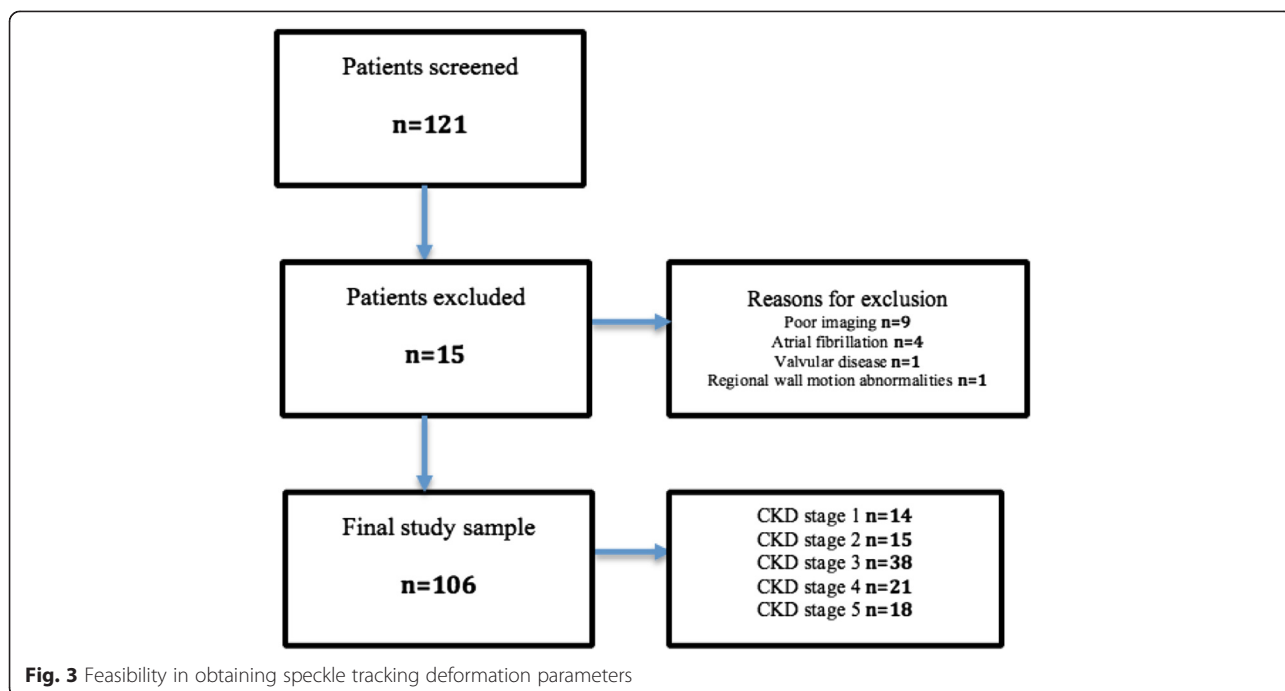 Patients screened
n=121
Patients excluded
n=15
Reasons for exclusion
Poor imaging n=9
Atrial fibrillation n=4
Valvular disease n=1
Regional wall motion abnormalities n=1
Final study sample
n=106
CKD stage 1 n=14
CKD stage 2 n=15
CKD stage 3 n=38
CKD stage 4 n=21
CKD stage 5 n=18
Fig. 3 Feasibility in obtaining speckle tracking deformation parameters